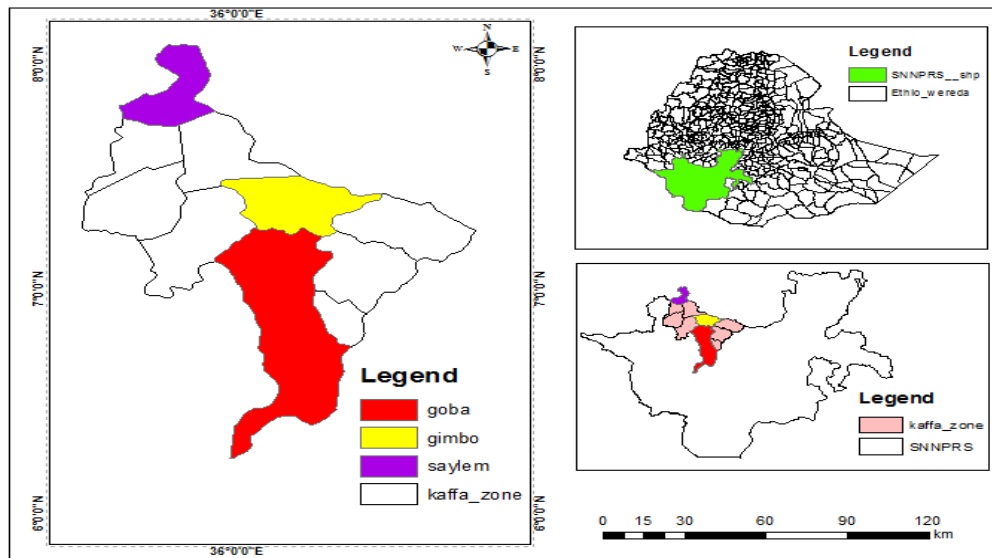 36°0'0"E
N
W
E
S
8°0'0"N
8°0'0"N
7°0'0"N
7°0'0"N
6°0'0"N
6°0'0"N
Legend
goba
gimbo
saylem
kaffa_zone
36°0'0"E
Legend
SNNPRS__shp
Ethio_wereda
Legend
kaffa_zone
SNNPRS
0 15 30 60 90 120
km